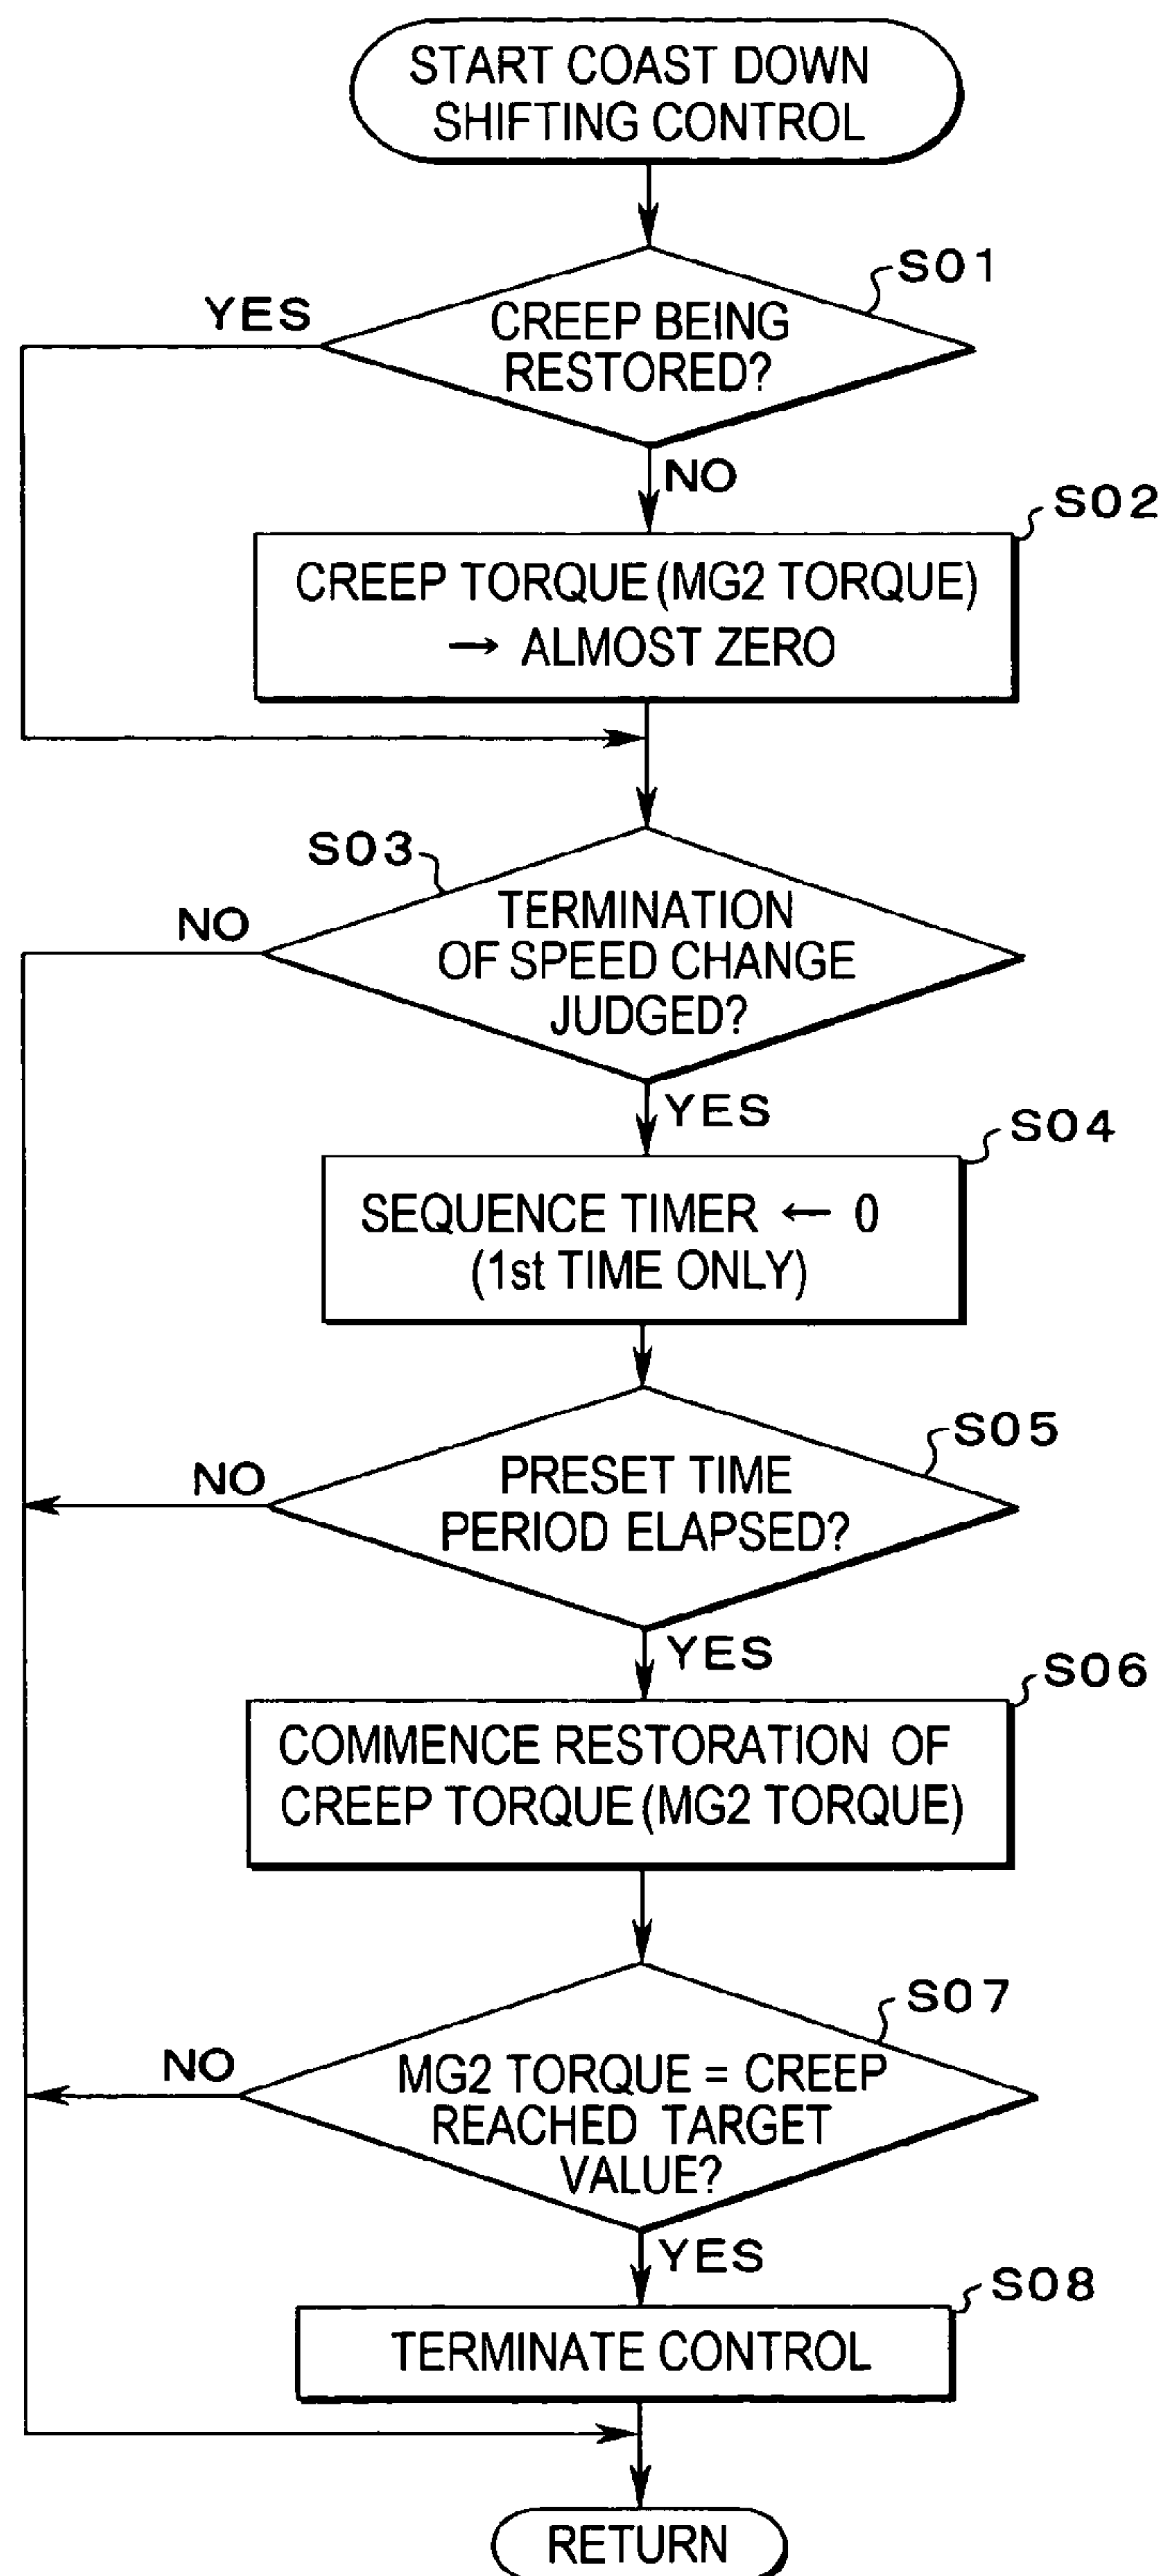 START COAST DOWN
SHIFTING CONTROL
S01
YES
CREEP BEING
RESTORED?
NO
S02
CREEP TORQUE (MG2 TORQUE)
→ ALMOST ZERO
S03
NO
TERMINATION
OF SPEED CHANGE
JUDGED?
YES
S04
SEQUENCE TIMER ← 0
(1st TIME ONLY)
S05
NO
PRESET TIME
PERIOD ELAPSED?
YES
S06
COMMENCE RESTORATION OF
CREEP TORQUE (MG2 TORQUE)
S07
NO
MG2 TORQUE = CREEP
REACHED TARGET
VALUE?
YES
S08
TERMINATE CONTROL
RETURN